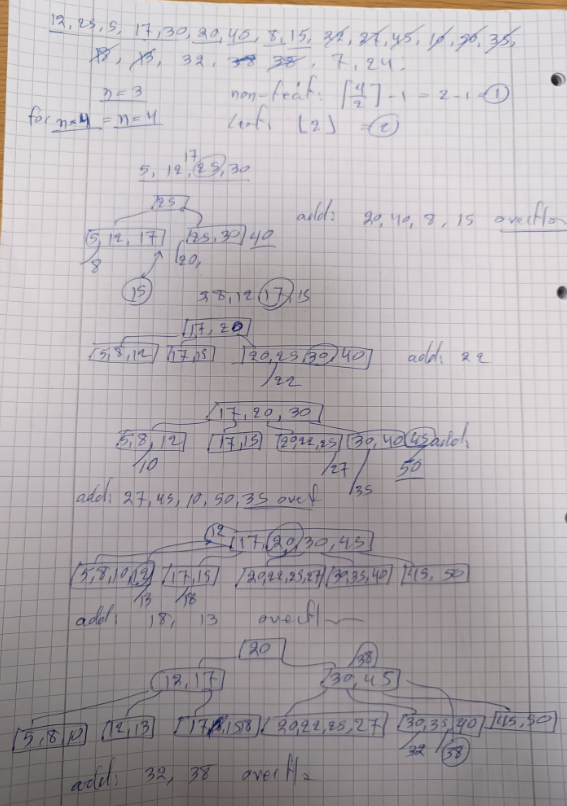 12, 25, 5, 17, 30, 20, 40, 8, 15, 22, 27, 45, 10, 50, 35,
18, 13, 32, 38, 7, 24.
n=3 non-leaf: ⌈4/2⌉-1 = 2-1 = 1
for n=4 = n=4 leaf: ⌊2⌋ = 2
17
5, 12, 25, 30
25
add: 20, 40, 8, 15
5, 12, 17 25, 30 40
8 20,
15
8, 12 17, 15
17, 20
5, 8, 12 17, 15 20, 25 30, 40 add: 22
22
17, 20, 30
5, 8, 12 17, 15 20, 22, 25 30, 40 45 add:
10 27 50
35
add: 27, 45, 10, 50, 35 overf
12 17, 20, 30, 45
5, 8, 10, 12 17, 15 20, 22, 25, 27 30, 35, 40 45, 50
13 18
add: 18, 13
20 38
12, 17 30, 45
5, 8, 10 12, 13 20, 22, 25, 27 30, 35, 40 45, 50
32 38
add: 32, 38